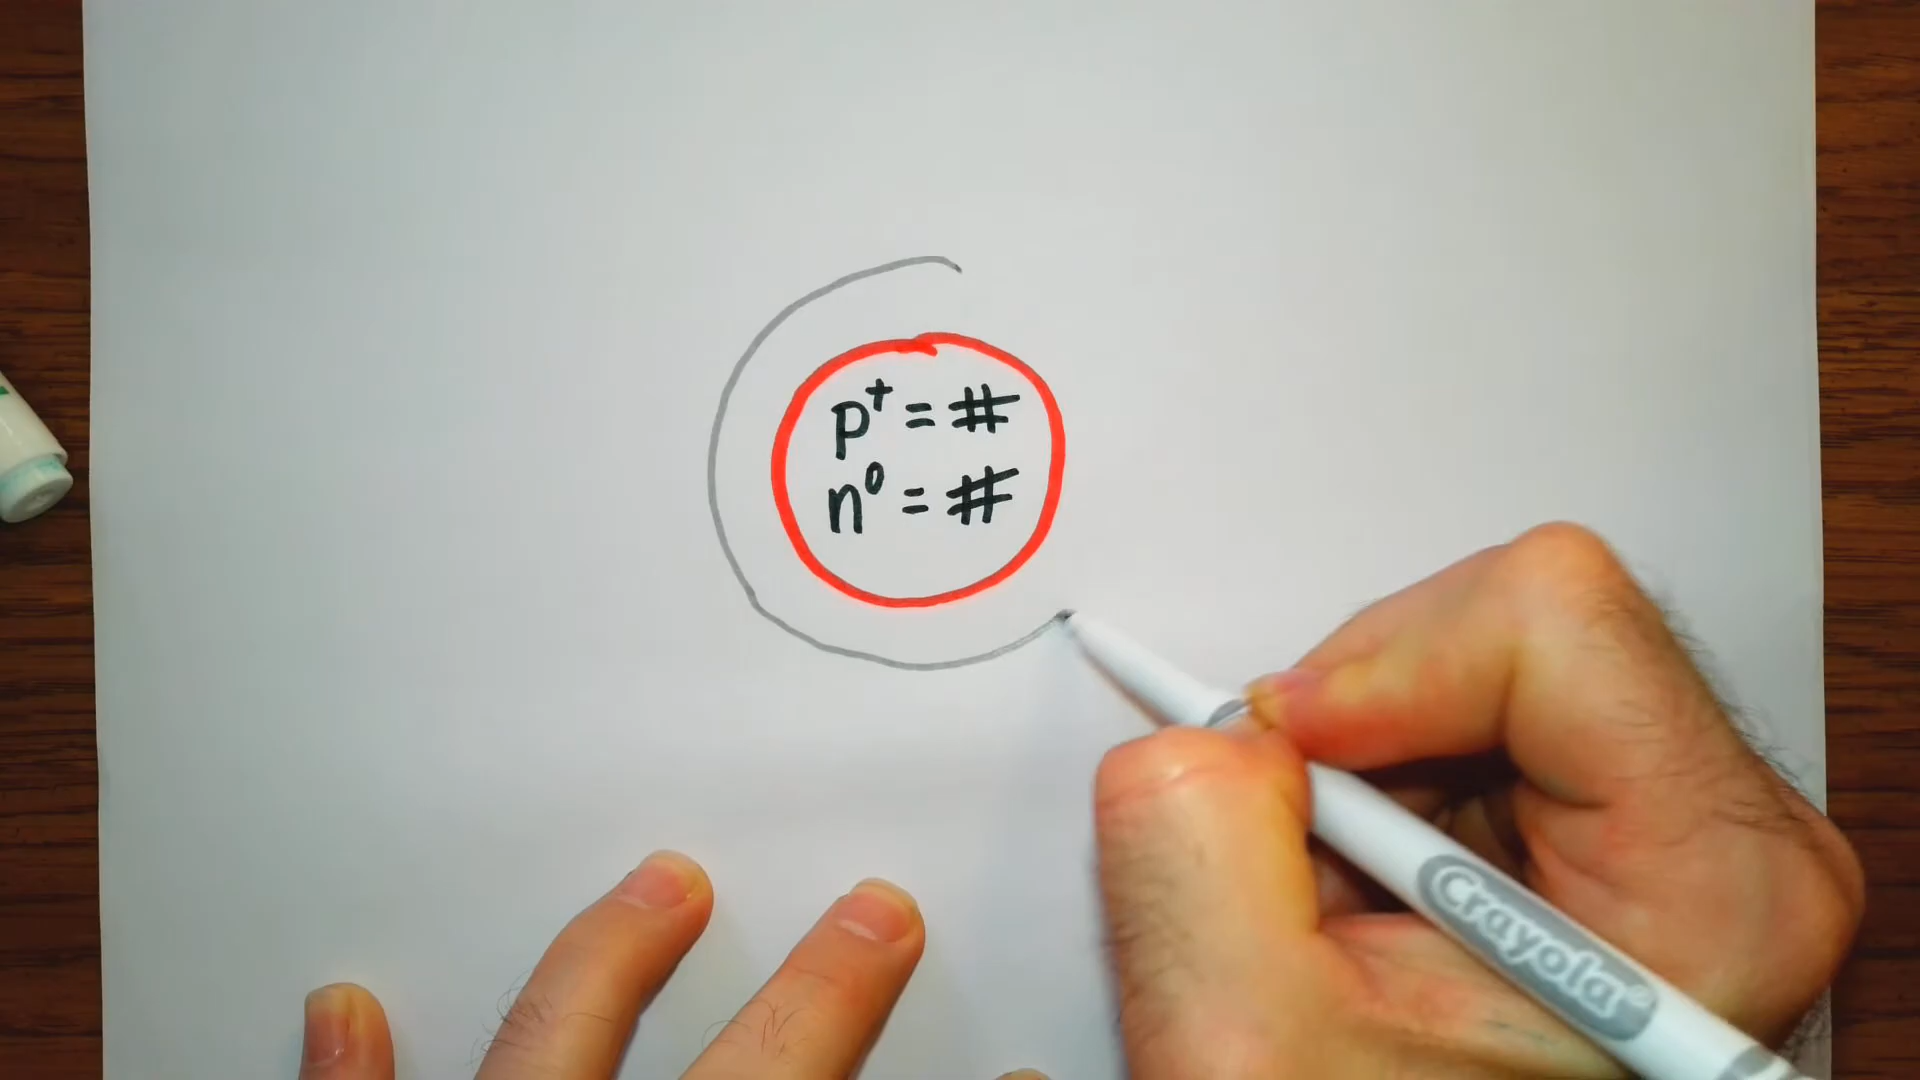 p⁺ = #
n⁰ = #
Crayola